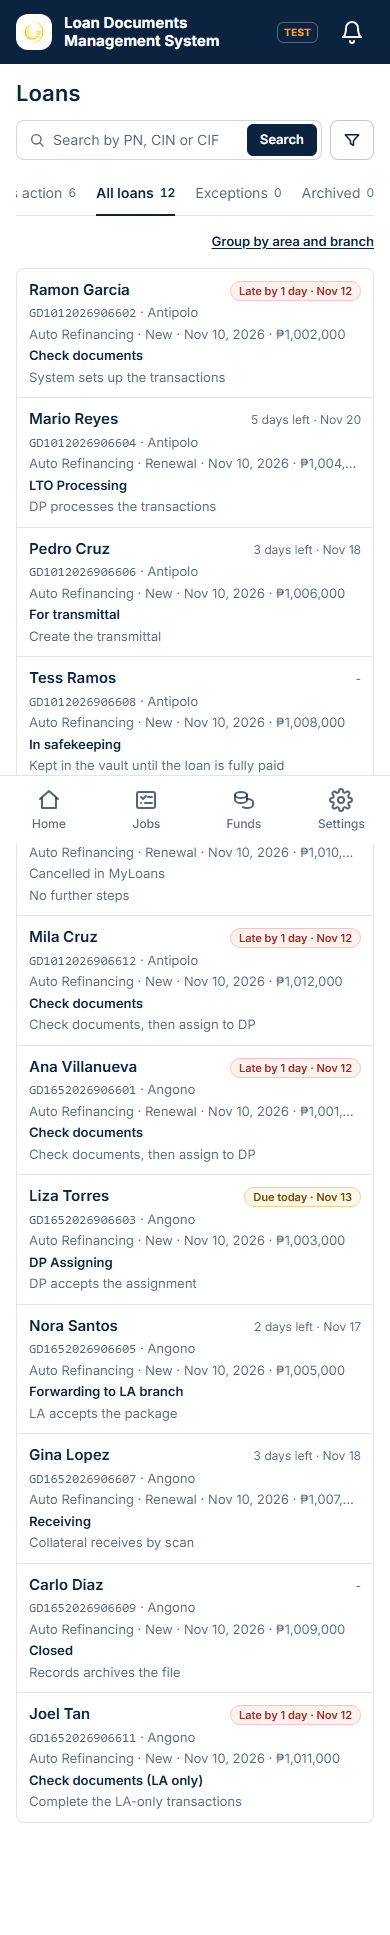 Loan Documents
Management System
TEST
Loans
Search by PN, CIN or CIF
Search
action 6
All loans 12
Exceptions 0
Archived 0
Group by area and branch
Ramon Garcia
Late by 1 day · Nov 12
GD1012026906602 · Antipolo
Auto Refinancing · New · Nov 10, 2026 · ₱1,002,000
Check documents
System sets up the transactions
Mario Reyes
5 days left · Nov 20
GD1012026906604 · Antipolo
Auto Refinancing · Renewal · Nov 10, 2026 · ₱1,004,...
LTO Processing
DP processes the transactions
Pedro Cruz
3 days left · Nov 18
GD1012026906606 · Antipolo
Auto Refinancing · New · Nov 10, 2026 · ₱1,006,000
For transmittal
Create the transmittal
Tess Ramos
-
GD1012026906608 · Antipolo
Auto Refinancing · New · Nov 10, 2026 · ₱1,008,000
In safekeeping
Kept in the vault until the loan is fully paid
Home
Jobs
Funds
Settings
Auto Refinancing · Renewal · Nov 10, 2026 · ₱1,010,...
Cancelled in MyLoans
No further steps
Mila Cruz
Late by 1 day · Nov 12
GD1012026906612 · Antipolo
Auto Refinancing · New · Nov 10, 2026 · ₱1,012,000
Check documents
Check documents, then assign to DP
Ana Villanueva
Late by 1 day · Nov 12
GD1652026906601 · Angono
Auto Refinancing · Renewal · Nov 10, 2026 · ₱1,001,...
Check documents
Check documents, then assign to DP
Liza Torres
Due today · Nov 13
GD1652026906603 · Angono
Auto Refinancing · New · Nov 10, 2026 · ₱1,003,000
DP Assigning
DP accepts the assignment
Nora Santos
2 days left · Nov 17
GD1652026906605 · Angono
Auto Refinancing · New · Nov 10, 2026 · ₱1,005,000
Forwarding to LA branch
LA accepts the package
Gina Lopez
3 days left · Nov 18
GD1652026906607 · Angono
Auto Refinancing · Renewal · Nov 10, 2026 · ₱1,007,...
Receiving
Collateral receives by scan
Carlo Diaz
-
GD1652026906609 · Angono
Auto Refinancing · New · Nov 10, 2026 · ₱1,009,000
Closed
Records archives the file
Joel Tan
Late by 1 day · Nov 12
GD1652026906611 · Angono
Auto Refinancing · New · Nov 10, 2026 · ₱1,011,000
Check documents (LA only)
Complete the LA-only transactions